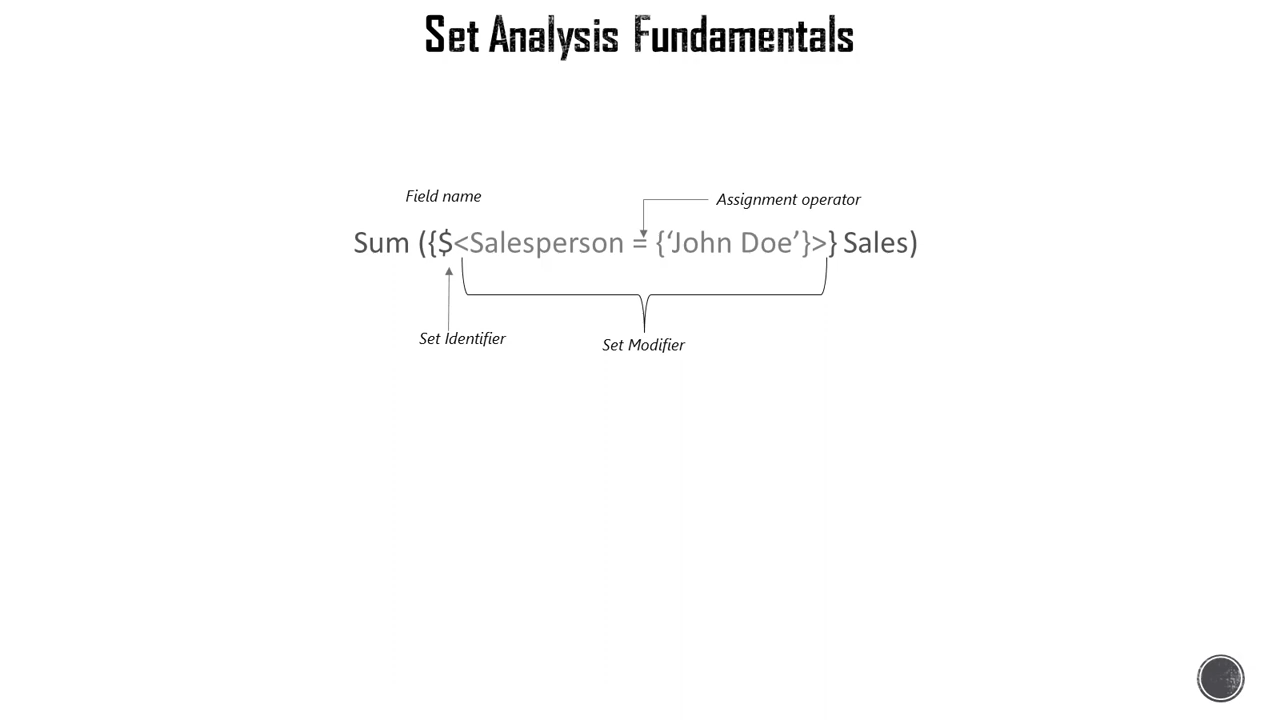 Set Analysis Fundamentals
Field name
Assignment operator
Sum ({$<Salesperson = {‘John Doe’}>} Sales)
Set Identifier
Set Modifier